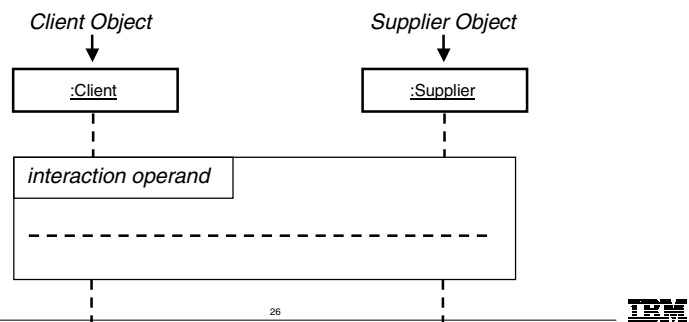 Client Object
Supplier Object
:Client
:Supplier
interaction operand
26
IBM